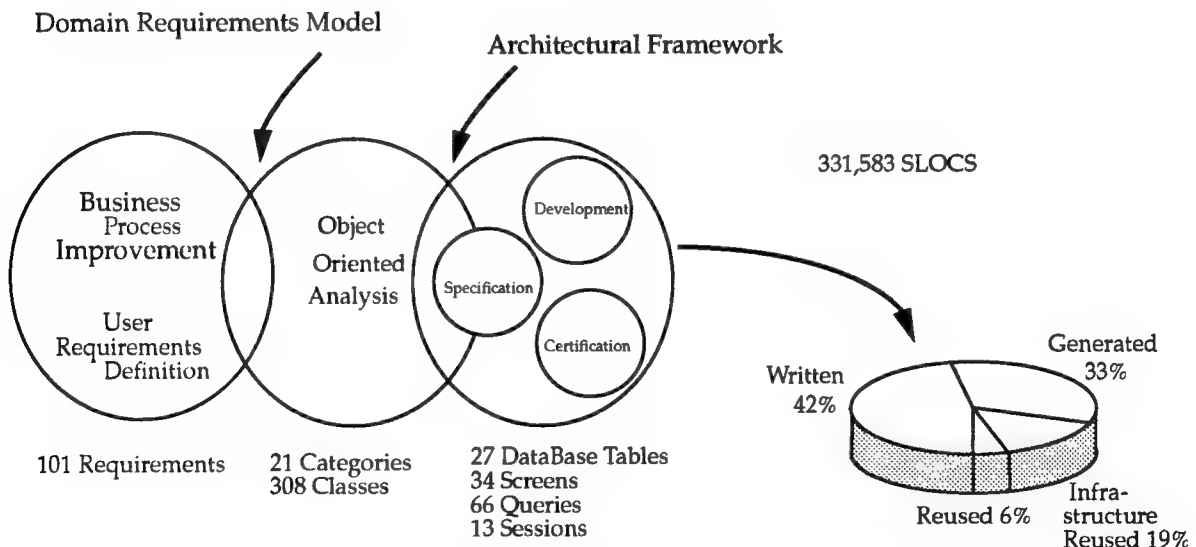 Domain Requirements Model
Architectural Framework
331,583 SLOCS
Business
Process
Improvement
User
Requirements
Definition
Object
Oriented
Analysis
Development
Specification
Certification
Written
42%
Generated
33%
Reused 6%
Infra-
structure
Reused 19%
101 Requirements
21 Categories
308 Classes
27 DataBase Tables
34 Screens
66 Queries
13 Sessions